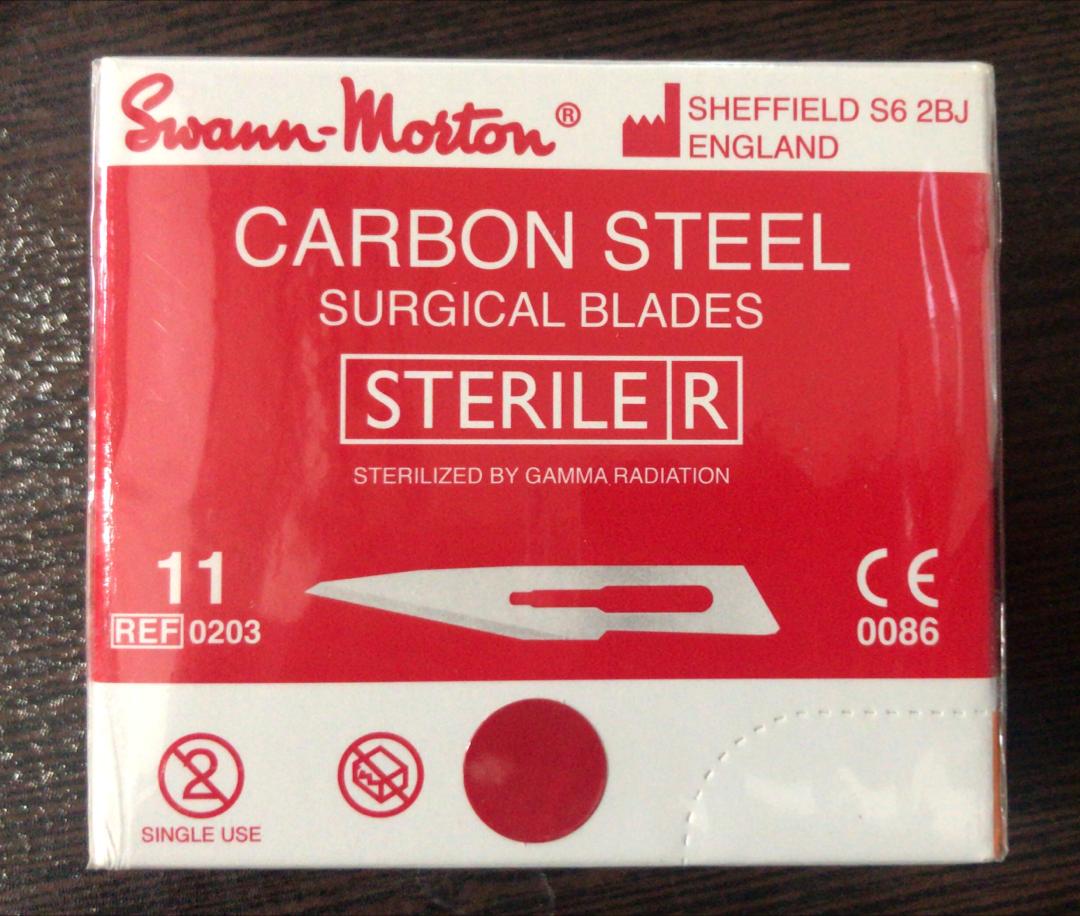 Swann-Morton®
SHEFFIELD S6 2BJ
ENGLAND
CARBON STEEL
SURGICAL BLADES
STERILE R
STERILIZED BY GAMMA RADIATION
11
REF 0203
CE
0086
2
SINGLE USE